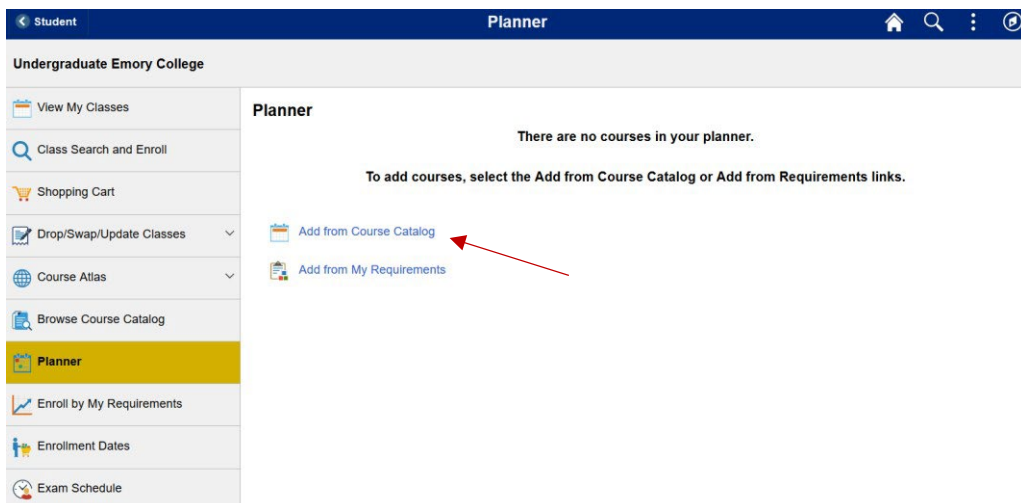 Student
Planner
Undergraduate Emory College
View My Classes
Class Search and Enroll
Shopping Cart
Drop/Swap/Update Classes
Course Atlas
Browse Course Catalog
Planner
Enroll by My Requirements
Enrollment Dates
Exam Schedule
Planner
There are no courses in your planner.
To add courses, select the Add from Course Catalog or Add from Requirements links.
Add from Course Catalog
Add from My Requirements